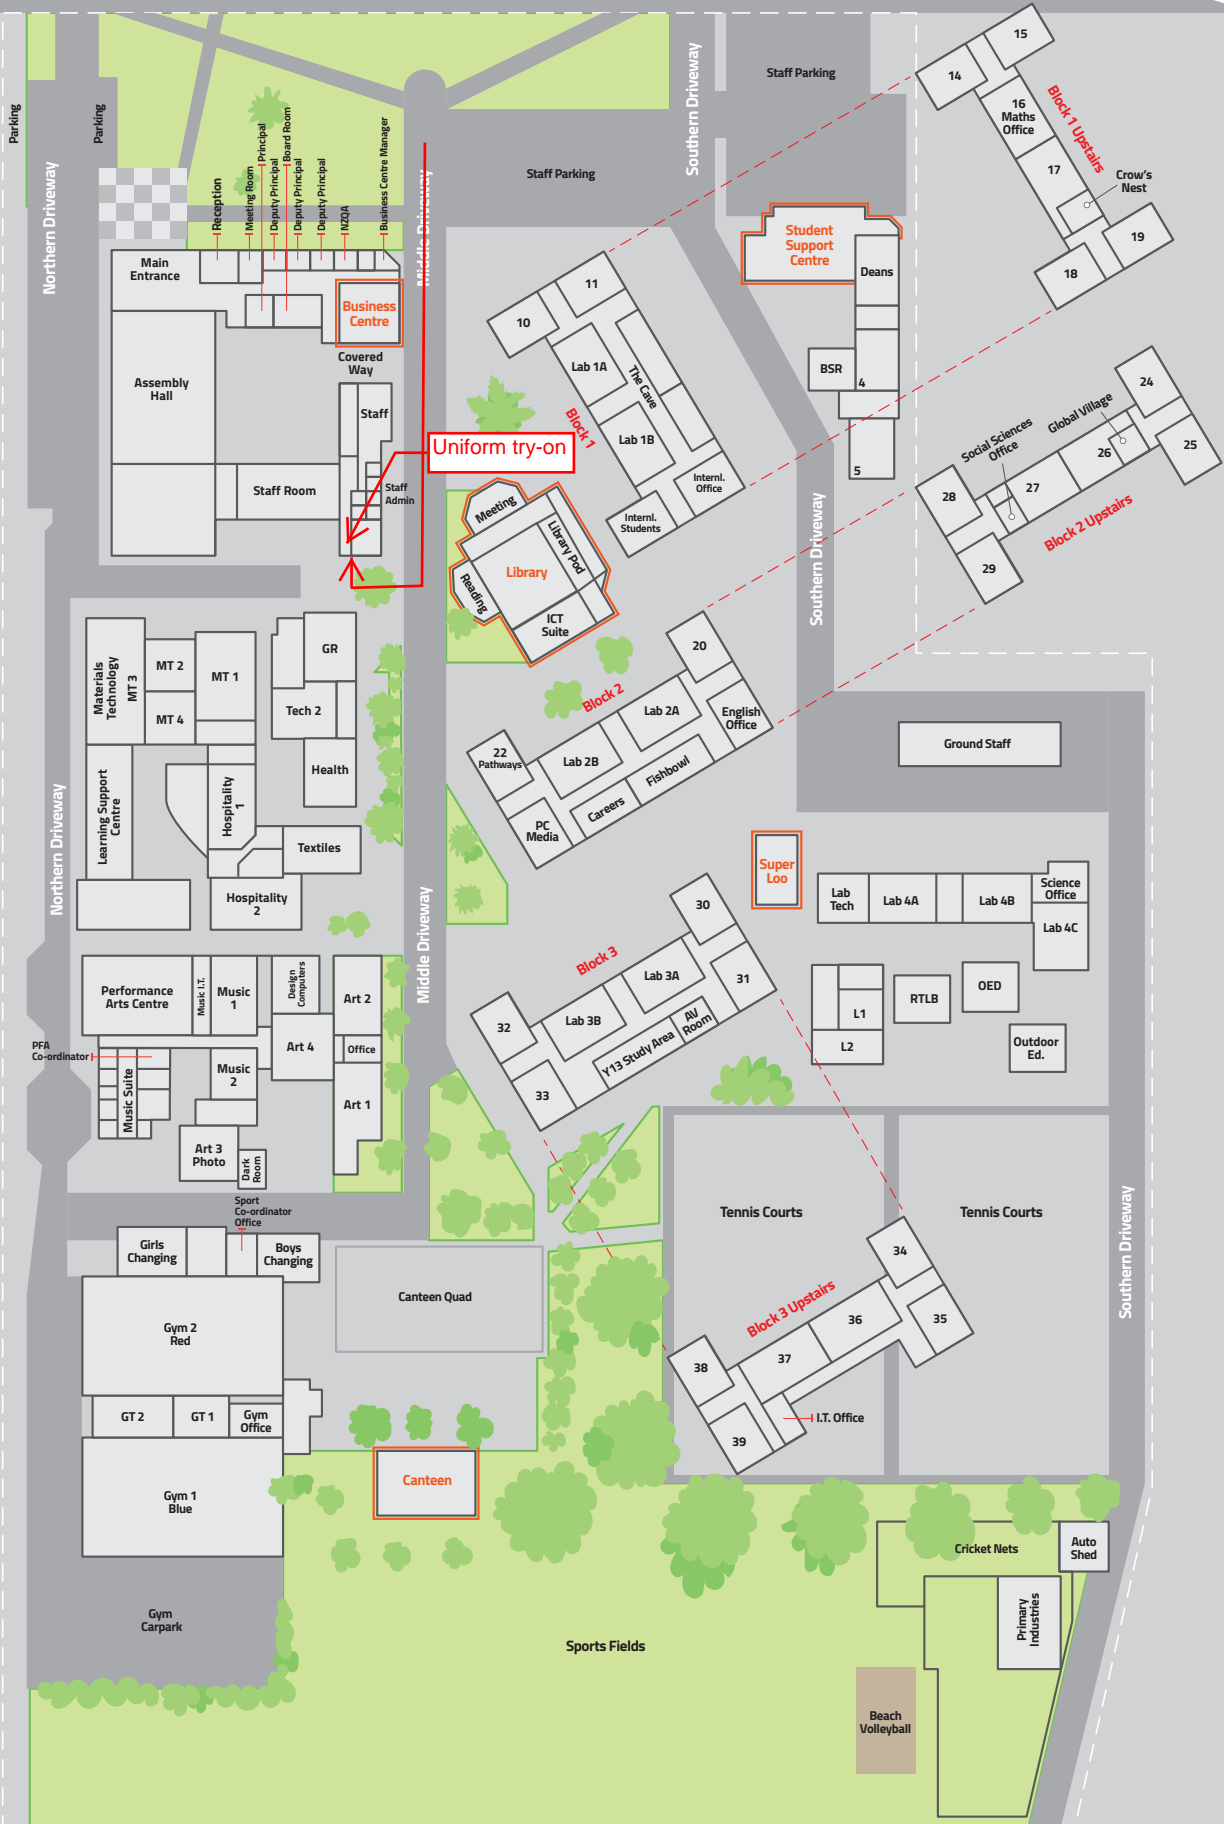 Parking
Parking
Northern Driveway
Reception
Meeting Room
Principal
Deputy Principal
Board Room
Deputy Principal
Deputy Principal
NZQA
Business Centre Manager
Middle Driveway
Staff Parking
Southern Driveway
Staff Parking
14
15
16
Maths
Office
17
Block 1 Upstairs
Crow's
Nest
18
19
Main
Entrance
Business
Centre
Covered
Way
Assembly
Hall
Staff
Staff Room
Staff
Admin
Uniform try-on
10
11
Lab 1A
The Cave
Block 1
Lab 1B
Internl.
Office
Internl.
Students
Student
Support
Centre
Deans
BSR
4
5
24
Global Village
Social Sciences
Office
25
26
27
28
29
Block 2 Upstairs
Meeting
Library Pod
Library
Reading
ICT
Suite
Southern Driveway
Materials
Technology
MT 3
MT 2
MT 1
MT 4
GR
Tech 2
Health
Learning Support
Centre
Hospitality
1
Textiles
Hospitality
2
Northern Driveway
Block 2
20
Lab 2A
English
Office
22
Pathways
Lab 2B
Fishbowl
Careers
PC
Media
Ground Staff
Super
Loo
Lab
Tech
Lab 4A
Lab 4B
Science
Office
Lab 4C
Middle Driveway
Block 3
30
Lab 3A
31
32
Lab 3B
AV
Room
Y13 Study Area
33
L1
L2
RTLB
OED
Outdoor
Ed.
Performance
Arts Centre
Music I.T.
Music
1
Design
Computers
Art 2
Art 4
Office
PFA
Co-ordinator
Music Suite
Music
2
Art 1
Art 3
Photo
Dark
Room
Sport
Co-ordinator
Office
Girls
Changing
Boys
Changing
Canteen Quad
Tennis Courts
Tennis Courts
Southern Driveway
Gym 2
Red
Block 3 Upstairs
34
35
36
37
38
39
I.T. Office
GT 2
GT 1
Gym
Office
Gym 1
Blue
Canteen
Cricket Nets
Auto
Shed
Primary
Industries
Gym
Carpark
Sports Fields
Beach
Volleyball